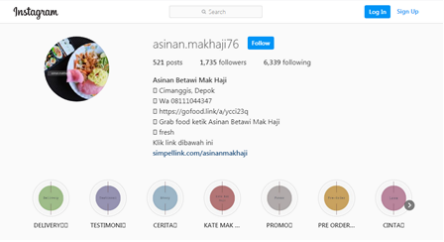 Instagram
Search
Log In
Sign Up
asinan.makhaji76
Follow
521 posts 1,735 followers 6,339 following
Asinan Betawi Mak Haji
Cimanggis, Depok
Wa 08111044347
https://gofood.link/a/ycci23q
Grab food ketik Asinan Betawi Mak Haji
fresh
Klik link dibawah ini
simpellink.com/asinanmakhaji
DELIVERY TESTIMONI CERITA KATE MAK ... PROMO PRE ORDER... CINTA